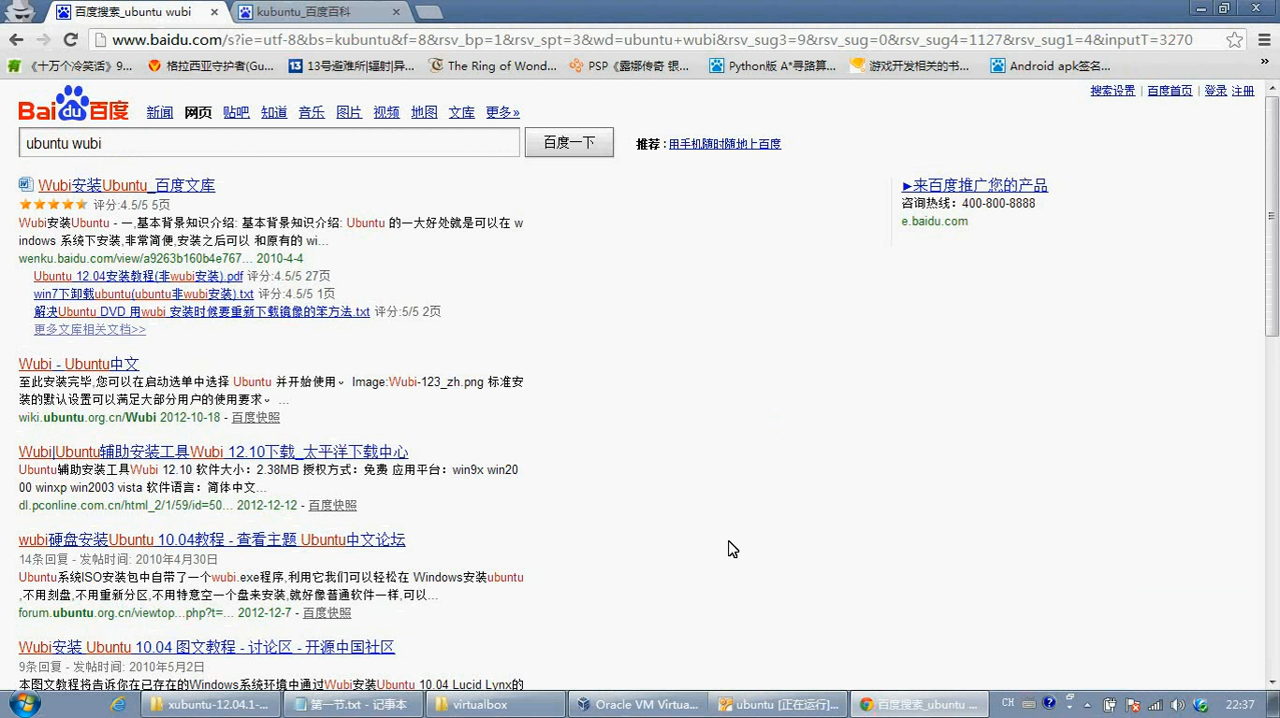 百度搜索_ubuntu wubi
kubuntu_百度百科
www.baidu.com/s?ie=utf-8&bs=kubuntu&f=8&rsv_bp=1&rsv_spt=3&wd=ubuntu+wubi&rsv_sug3=9&rsv_sug=0&rsv_sug4=1127&rsv_sug1=4&inputT=3270
《十万个冷笑话》9...
格拉西亚守护者(Gu...
13号避难所|辐射|异...
The Ring of Wond...
PSP《露娜传奇 银...
Python版 A*寻路算...
游戏开发相关的书...
Android apk签名...
搜索设置 | 百度首页 | 登录 注册
Bai du 百度 新闻 网页 贴吧 知道 音乐 图片 视频 地图 文库 更多»
ubuntu wubi 百度一下 推荐 : 用手机随时随地上百度
Wubi安装Ubuntu_百度文库
评分:4.5/5 5页
Wubi安装Ubuntu - 一,基本背景知识介绍: 基本背景知识介绍: Ubuntu 的一大好处就是可以在 w
indows 系统下安装,非常简便,安装之后可以 和原有的 wi...
wenku.baidu.com/view/a9263b160b4e767... 2010-4-4
Ubuntu 12.04安装教程(非wubi安装).pdf 评分:4.5/5 27页
win7下卸载ubuntu(ubuntu非wubi安装).txt 评分:4.5/5 1页
解决Ubuntu DVD 用wubi 安装时候要重新下载镜像的笨方法.txt 评分:5/5 2页
更多文库相关文档>>
▶来百度推广您的产品
咨询热线：400-800-8888
e.baidu.com
Wubi - Ubuntu中文
至此安装完毕,您可以在启动选单中选择 Ubuntu 并开始使用。 Image:Wubi-123_zh.png 标准安
装的默认设置可以满足大部分用户的使用要求。 ...
wiki.ubuntu.org.cn/Wubi 2012-10-18 - 百度快照
Wubi|Ubuntu辅助安装工具Wubi 12.10下载_太平洋下载中心
Ubuntu辅助安装工具Wubi 12.10 软件大小：2.38MB 授权方式：免费 应用平台：win9x win20
00 winxp win2003 vista 软件语言：简体中文...
dl.pconline.com.cn/html_2/1/59/id=50... 2012-12-12 - 百度快照
wubi硬盘安装Ubuntu 10.04教程 - 查看主题 Ubuntu中文论坛
14条回复 - 发帖时间: 2010年4月30日
Ubuntu系统ISO安装包中自带了一个wubi.exe程序,利用它我们可以轻松在 Windows安装ubuntu
,不用刻盘,不用重新分区,不用特意空一个盘来安装,就好像普通软件一样,可以...
forum.ubuntu.org.cn/viewtop...php?t=... 2012-12-7 - 百度快照
Wubi安装 Ubuntu 10.04 图文教程 - 讨论区 - 开源中国社区
9条回复 - 发帖时间: 2010年5月2日
本图文教程将告诉你在已存在的Windows系统环境中通过Wubi安装Ubuntu 10.04 Lucid Lynx的
xubuntu-12.04.1-...
第一节.txt - 记事本
virtualbox
Oracle VM Virtua...
ubuntu [正在运行]...
百度搜索_ubuntu ...
CH
22:37